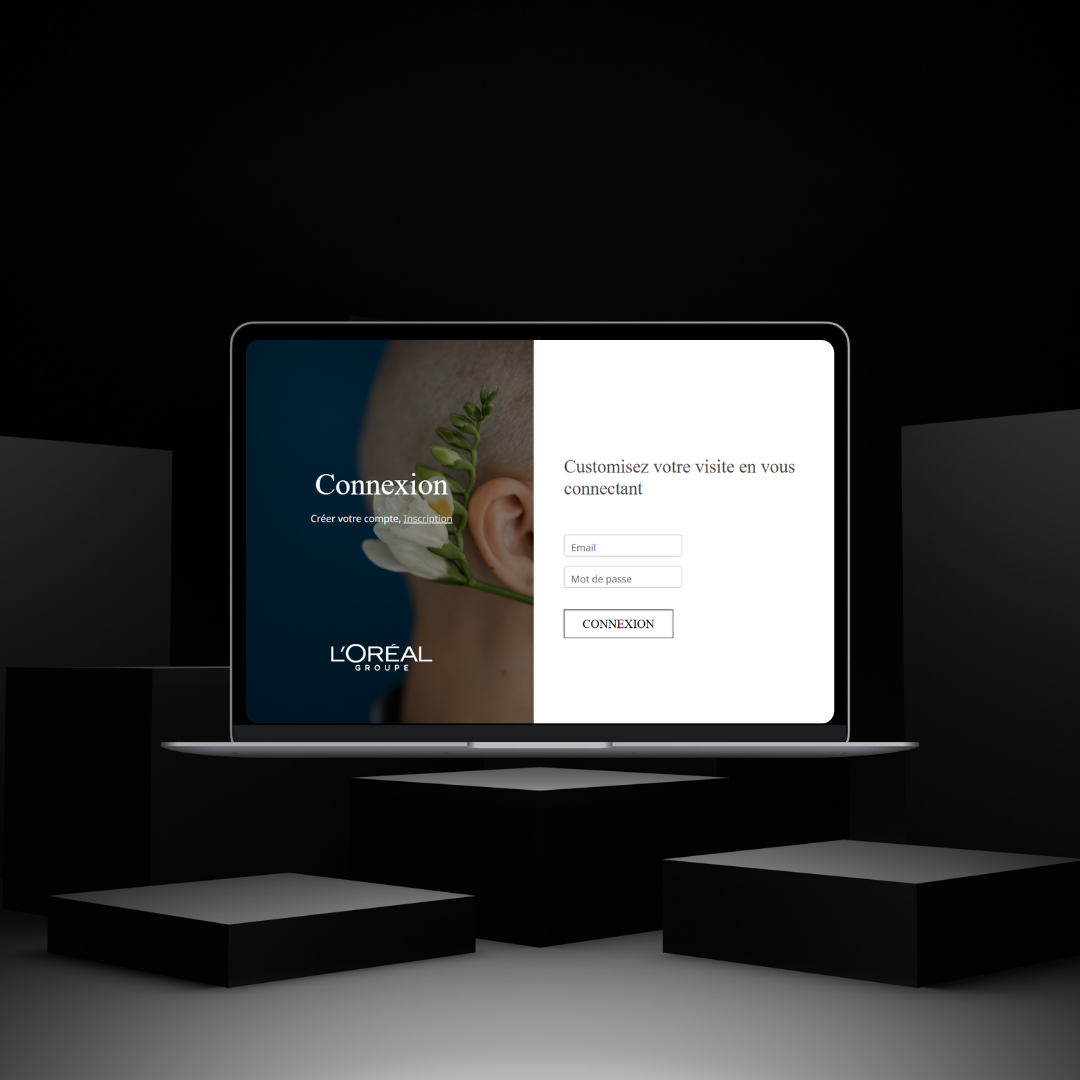 Connexion
Créer votre compte, Inscription
L'ORÉAL
GROUPE
Customisez votre visite en vous
connectant
Email
Mot de passe
CONNEXION